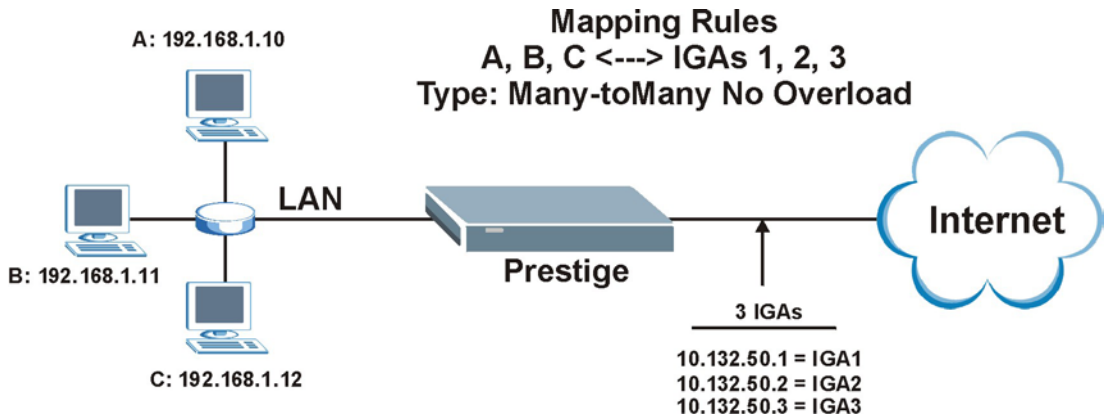 Mapping Rules
A, B, C <---> IGAs 1, 2, 3
Type: Many-toMany No Overload
A: 192.168.1.10
B: 192.168.1.11
C: 192.168.1.12
LAN
Prestige
Internet
3 IGAs
10.132.50.1 = IGA1
10.132.50.2 = IGA2
10.132.50.3 = IGA3